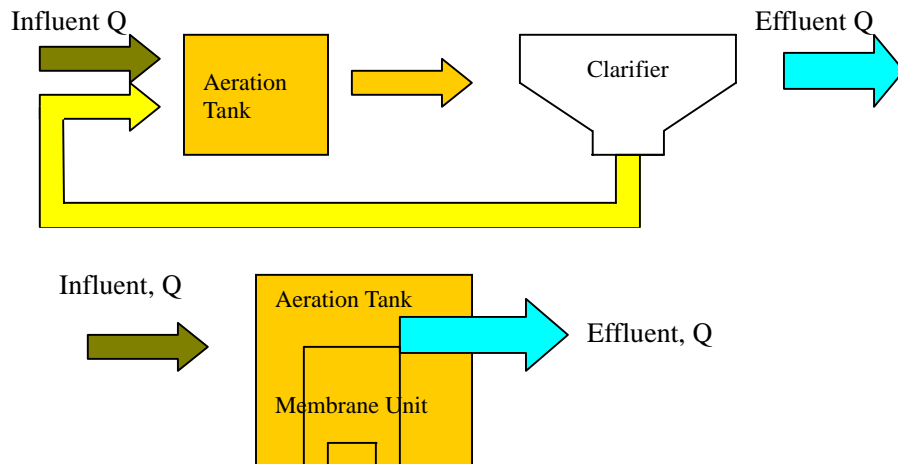 Influent Q
Effluent Q
Aeration
Tank
Clarifier
Influent, Q
Aeration Tank
Effluent, Q
Membrane Unit